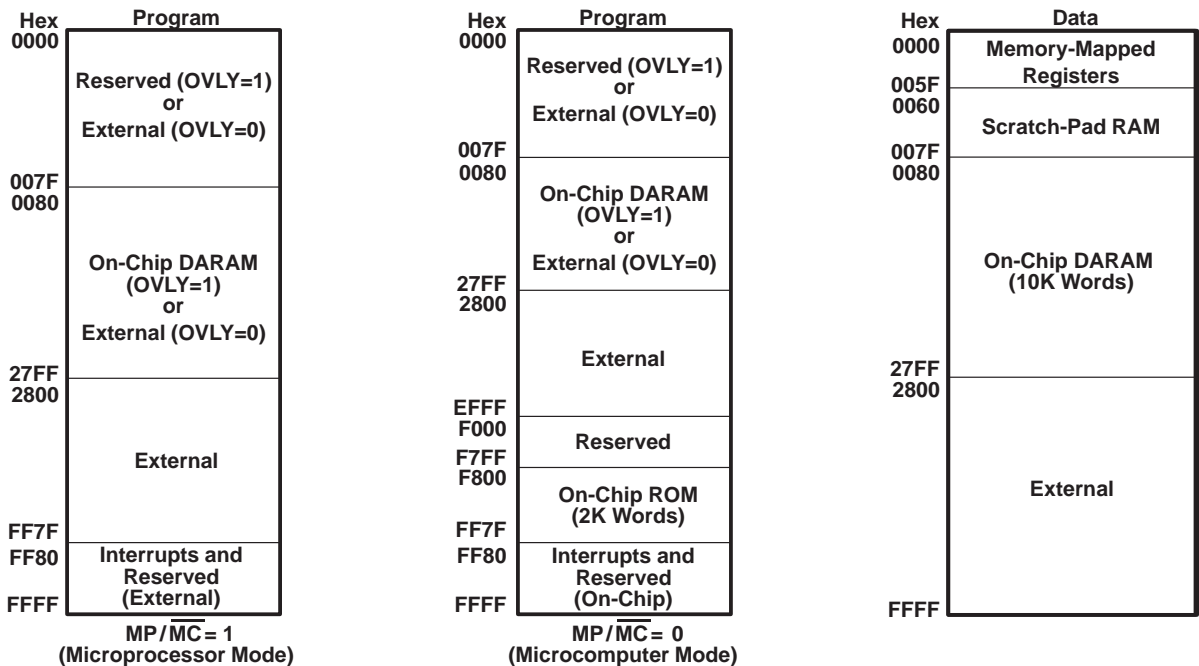 Hex
Program
0000
Reserved (OVLY=1)
or
External (OVLY=0)
007F
0080
On-Chip DARAM
(OVLY=1)
or
External (OVLY=0)
27FF
2800
External
FF7F
FF80
Interrupts and
Reserved
(External)
FFFF
MP/MC= 1
(Microprocessor Mode)
Hex
Program
0000
Reserved (OVLY=1)
or
External (OVLY=0)
007F
0080
On-Chip DARAM
(OVLY=1)
or
External (OVLY=0)
27FF
2800
External
EFFF
F000
Reserved
F7FF
F800
On-Chip ROM
(2K Words)
FF7F
FF80
Interrupts and
Reserved
(On-Chip)
FFFF
MP/MC= 0
(Microcomputer Mode)
Hex
Data
0000
Memory-Mapped
Registers
005F
0060
Scratch-Pad RAM
007F
0080
On-Chip DARAM
(10K Words)
27FF
2800
External
FFFF